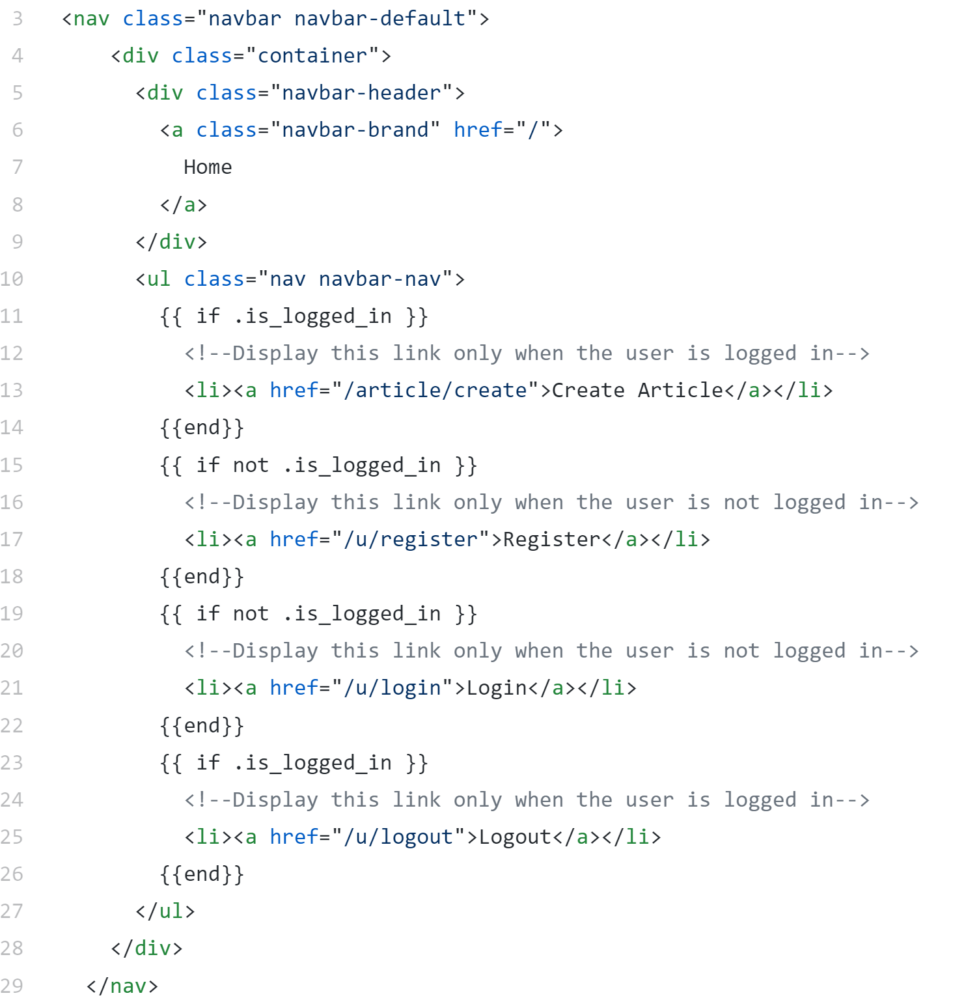 3 <nav class="navbar navbar-default">
4 <div class="container">
5 <div class="navbar-header">
6 <a class="navbar-brand" href="/">
7 Home
8 </a>
9 </div>
10 <ul class="nav navbar-nav">
11 {{ if .is_logged_in }}
12 <!--Display this link only when the user is logged in-->
13 <li><a href="/article/create">Create Article</a></li>
14 {{end}}
15 {{ if not .is_logged_in }}
16 <!--Display this link only when the user is not logged in-->
17 <li><a href="/u/register">Register</a></li>
18 {{end}}
19 {{ if not .is_logged_in }}
20 <!--Display this link only when the user is not logged in-->
21 <li><a href="/u/login">Login</a></li>
22 {{end}}
23 {{ if .is_logged_in }}
24 <!--Display this link only when the user is logged in-->
25 <li><a href="/u/logout">Logout</a></li>
26 {{end}}
27 </ul>
28 </div>
29 </nav>